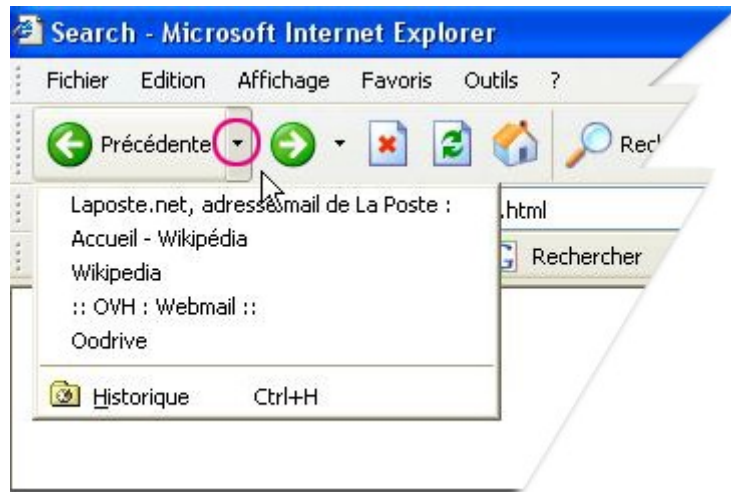 Search - Microsoft Internet Explorer
Fichier Edition Affichage Favoris Outils ?
Précédente
Laposte.net, adresse mail de La Poste :
.html
Accueil - Wikipédia
Rechercher
Wikipedia
:: OVH : Webmail ::
Oodrive
Historique Ctrl+H